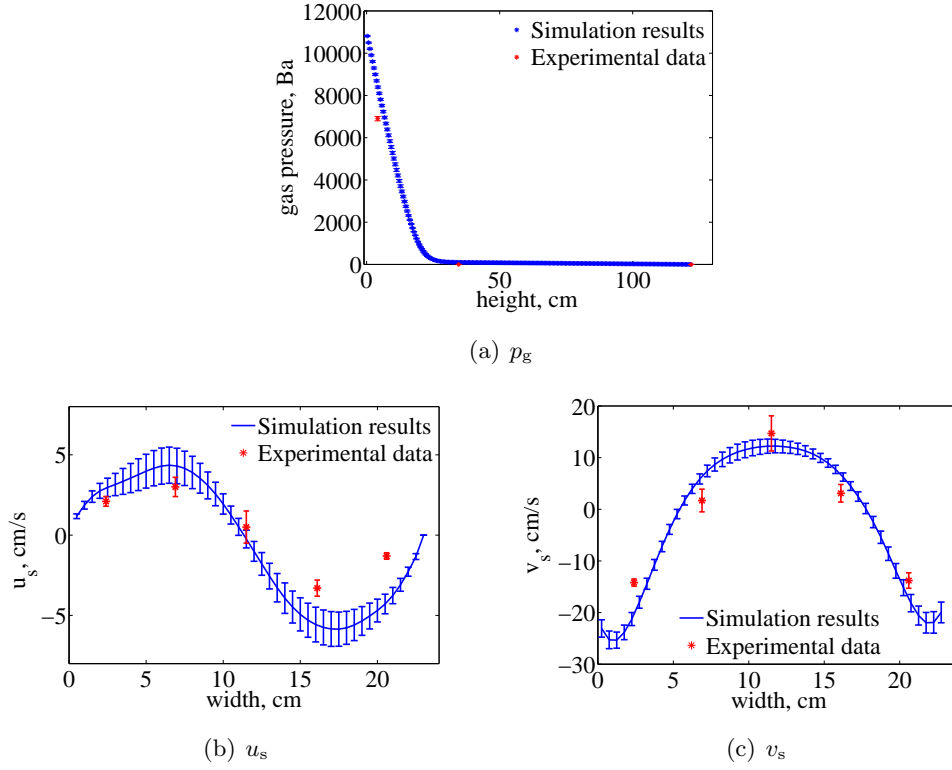 12000
10000
8000
6000
4000
2000
0
gas pressure, Ba
Simulation results
Experimental data
0 50 100
height, cm
(a) p_g
5
0
−5
u_s, cm/s
Simulation results
Experimental data
0 5 10 15 20
width, cm
(b) u_s
20
10
0
−10
−20
−30
v_s, cm/s
Simulation results
Experimental data
0 5 10 15 20
width, cm
(c) v_s